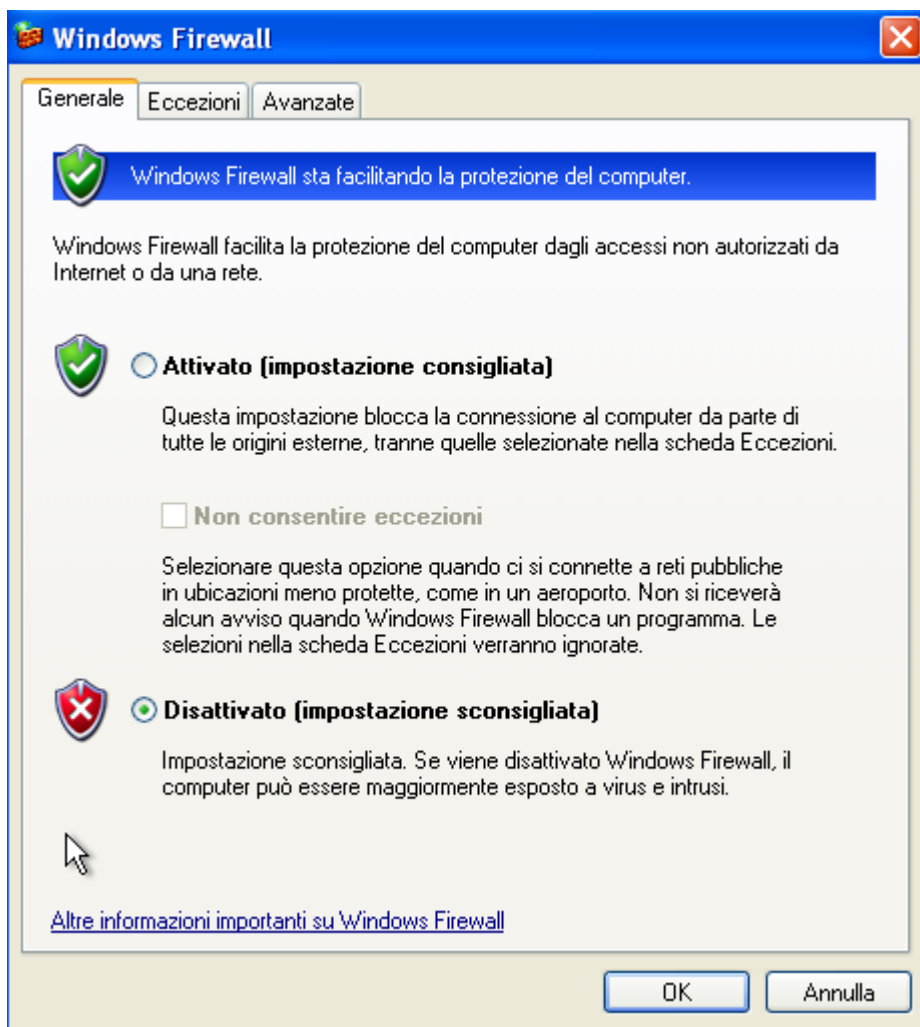 Windows Firewall
Generale Eccezioni Avanzate
Windows Firewall sta facilitando la protezione del computer.
Windows Firewall facilita la protezione del computer dagli accessi non autorizzati da
Internet o da una rete.
Attivato (impostazione consigliata)
Questa impostazione blocca la connessione al computer da parte di
tutte le origini esterne, tranne quelle selezionate nella scheda Eccezioni.
Non consentire eccezioni
Selezionare questa opzione quando ci si connette a reti pubbliche
in ubicazioni meno protette, come in un aeroporto. Non si riceverà
alcun avviso quando Windows Firewall blocca un programma. Le
selezioni nella scheda Eccezioni verranno ignorate.
Disattivato (impostazione sconsigliata)
Impostazione sconsigliata. Se viene disattivato Windows Firewall, il
computer può essere maggiormente esposto a virus e intrusi.
Altre informazioni importanti su Windows Firewall
OK Annulla